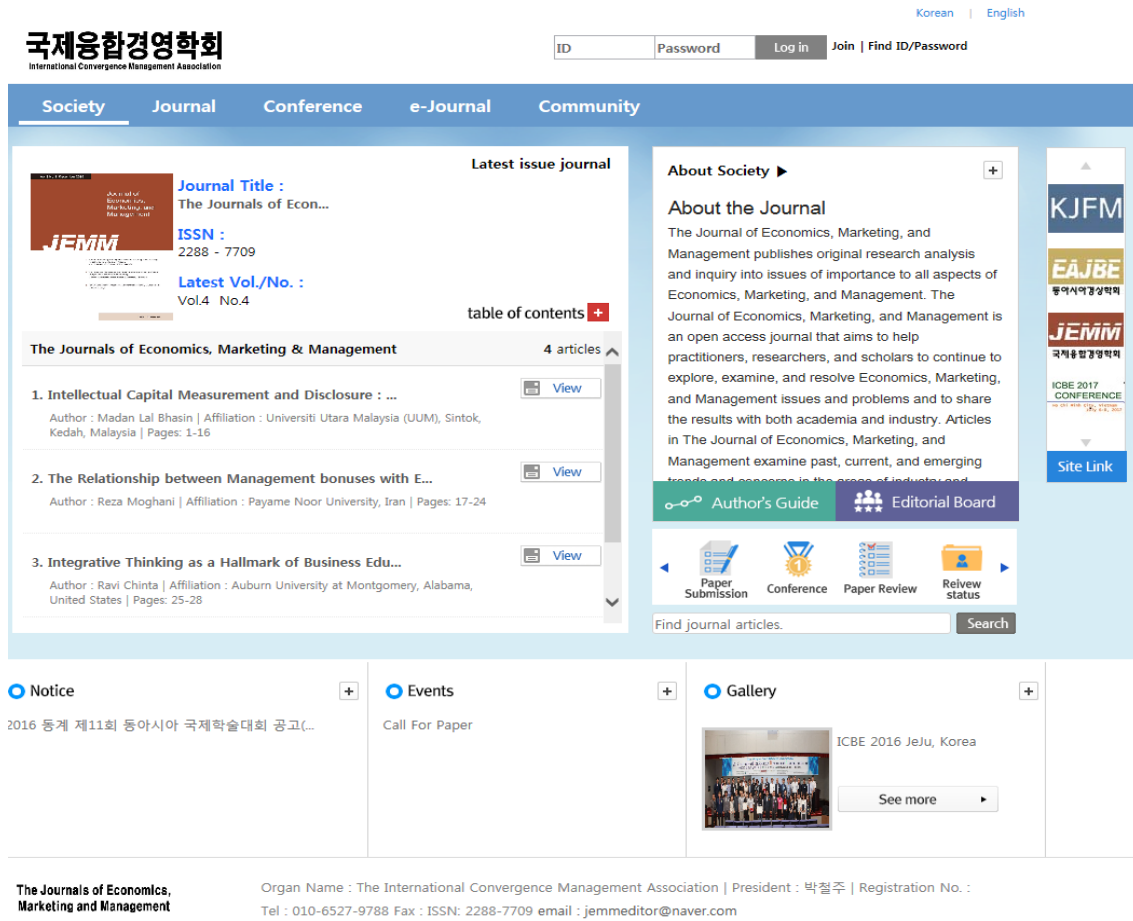 Korean | English
국제융합경영학회
International Convergence Management Association
ID Password Log in Join | Find ID/Password
Society Journal Conference e-Journal Community
Latest issue journal
Journal of
Economics,
Marketing, and
Management
JEMM
Journal Title :
The Journals of Econ...
ISSN :
2288 - 7709
Latest Vol./No. :
Vol.4 No.4
table of contents +
The Journals of Economics, Marketing & Management 4 articles
1. Intellectual Capital Measurement and Disclosure : ...
View
Author : Madan Lal Bhasin | Affiliation : Universiti Utara Malaysia (UUM), Sintok,
Kedah, Malaysia | Pages: 1-16
2. The Relationship between Management bonuses with E...
View
Author : Reza Moghani | Affiliation : Payame Noor University, Iran | Pages: 17-24
3. Integrative Thinking as a Hallmark of Business Edu...
View
Author : Ravi Chinta | Affiliation : Auburn University at Montgomery, Alabama,
United States | Pages: 25-28
About Society ▶ +
About the Journal
The Journal of Economics, Marketing, and
Management publishes original research analysis
and inquiry into issues of importance to all aspects of
Economics, Marketing, and Management. The
Journal of Economics, Marketing, and Management is
an open access journal that aims to help
practitioners, researchers, and scholars to continue to
explore, examine, and resolve Economics, Marketing,
and Management issues and problems and to share
the results with both academia and industry. Articles
in The Journal of Economics, Marketing, and
Management examine past, current, and emerging
trends and concerns in the areas of industry and
Author's Guide Editorial Board
Paper
Submission
Conference
Paper Review
Reivew
status
Find journal articles. Search
KJFM
EAJBE
동아시아경상학회
JEMM
국제융합경영학회
ICBE 2017
CONFERENCE
Site Link
Notice +
2016 동계 제11회 동아시아 국제학술대회 공고(...
Events +
Call For Paper
Gallery +
ICBE 2016 JeJu, Korea
See more
The Journals of Economics,
Marketing and Management
Organ Name : The International Convergence Management Association | President : 박철주 | Registration No. :
Tel : 010-6527-9788 Fax : ISSN: 2288-7709 email : jemmeditor@naver.com